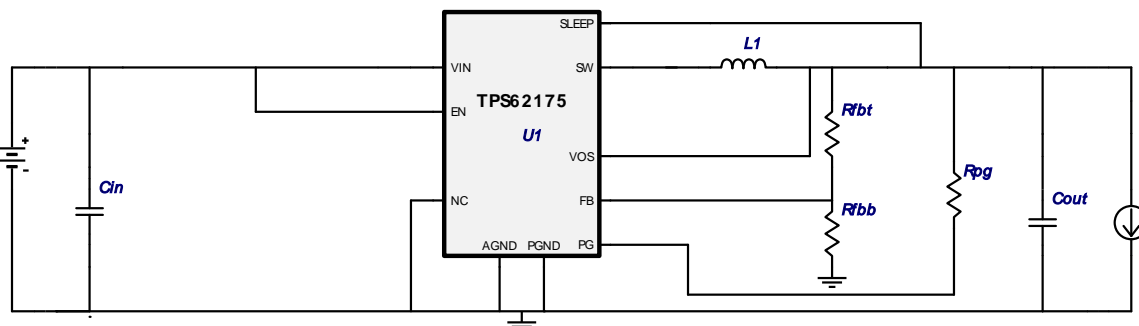 SLEEP
L1
VIN
SW
TPS62175
EN
Rfbt
U1
VOS
Rpg
Cin
NC
FB
Rfbb
Cout
AGND PGND
PG
+
-